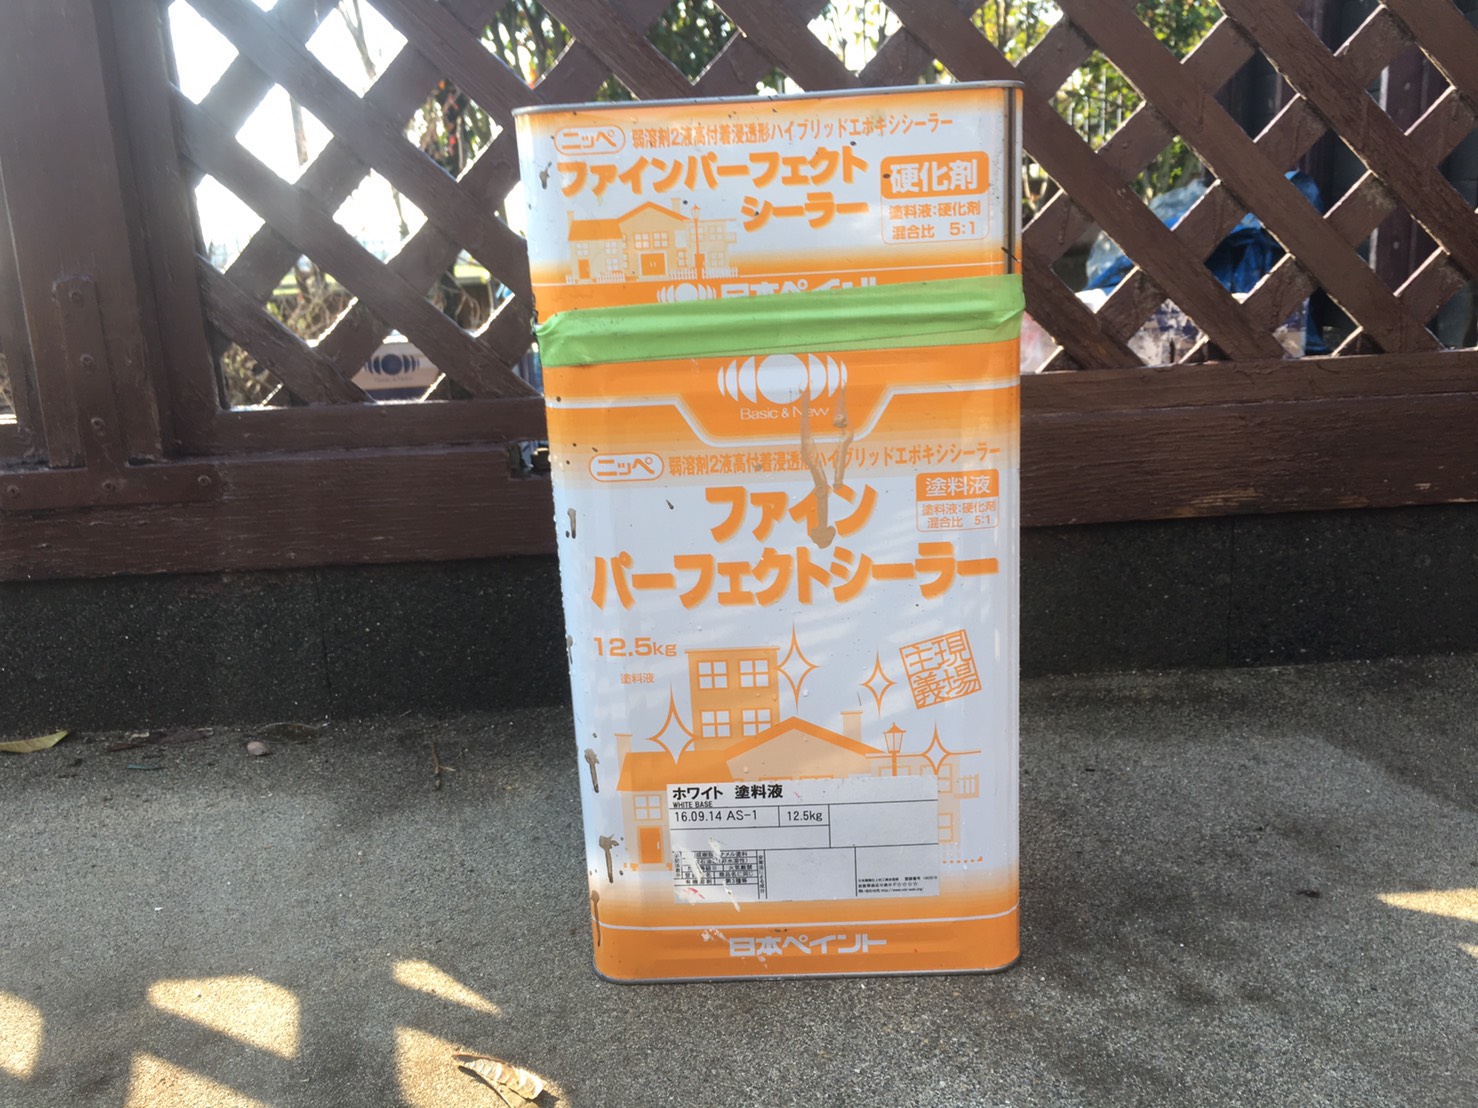 ニッペ 弱溶剤2液高付着浸透形ハイブリッドエポキシシーラー
ファインパーフェクト
シーラー
硬化剤
塗料液:硬化剤
混合比 5:1
日本ペイント
Basic & New
ニッペ 弱溶剤2液高付着浸透形ハイブリッドエポキシシーラー
塗料液
塗料液:硬化剤
混合比 5:1
ファイン
パーフェクトシーラー
12.5kg
塗料液
現場
主義
ホワイト 塗料液
WHITE BASE
16.09.14 AS-1 12.5kg
日本ペイント